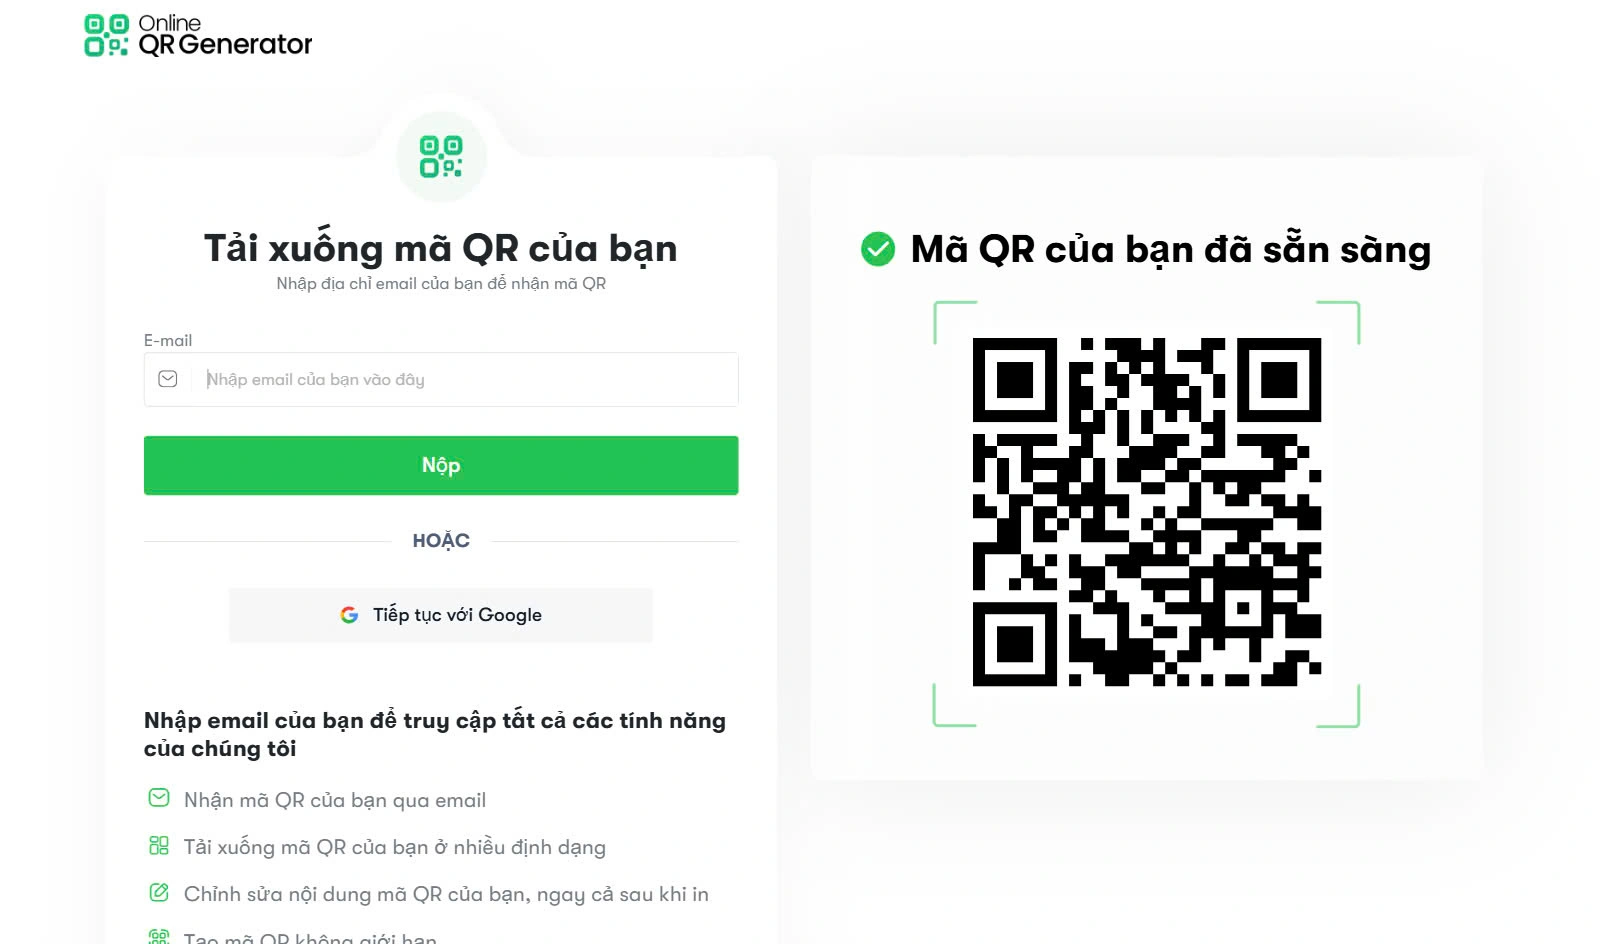 Online
QR Generator
Tải xuống mã QR của bạn
Nhập địa chỉ email của bạn để nhận mã QR
E-mail
Nhập email của bạn vào đây
Nộp
HOẶC
Tiếp tục với Google
Nhập email của bạn để truy cập tất cả các tính năng
của chúng tôi
Nhận mã QR của bạn qua email
Tải xuống mã QR của bạn ở nhiều định dạng
Chỉnh sửa nội dung mã QR của bạn, ngay cả sau khi in
Tạo mã QR không giới hạn
Mã QR của bạn đã sẵn sàng